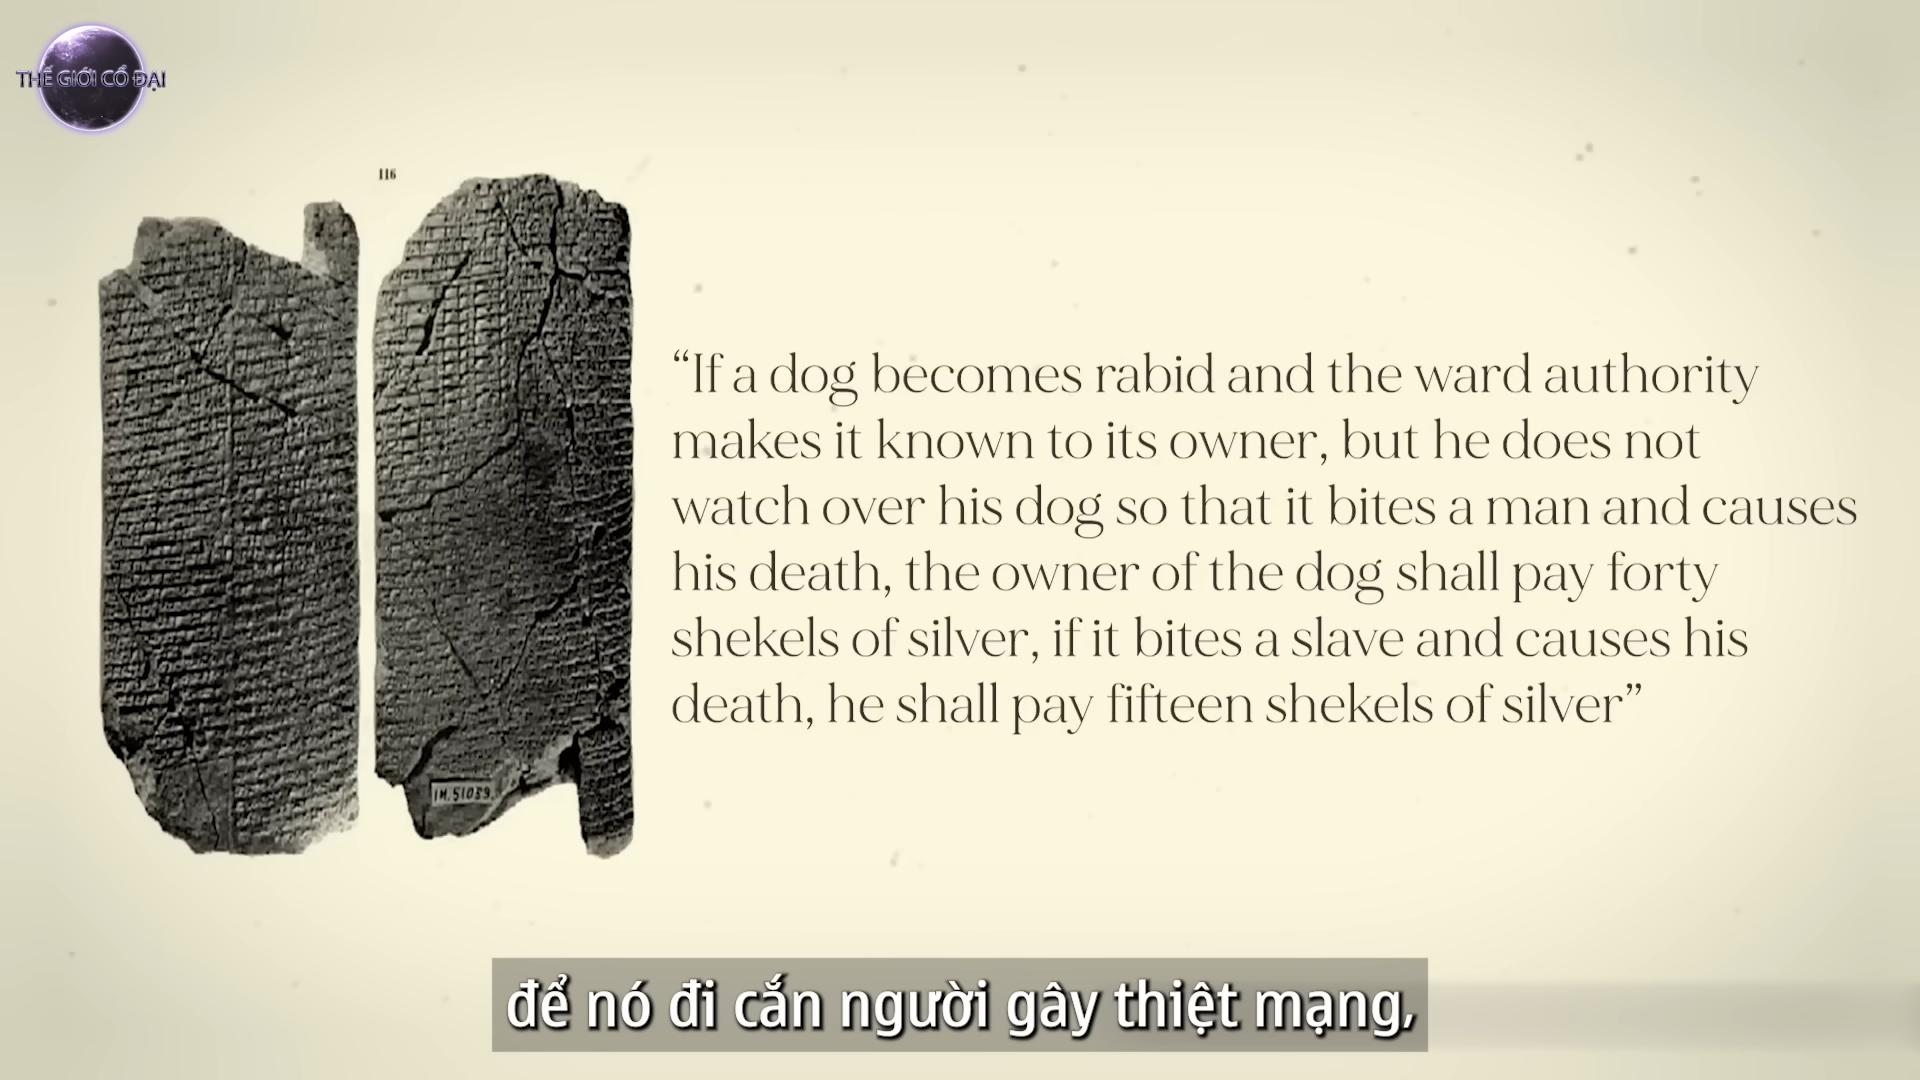 THẾ GIỚI CỔ ĐẠI
116
IM.51059
“If a dog becomes rabid and the ward authority
makes it known to its owner, but he does not
watch over his dog so that it bites a man and causes
his death, the owner of the dog shall pay forty
shekels of silver, if it bites a slave and causes his
death, he shall pay fifteen shekels of silver”
để nó đi cắn người gây thiệt mạng,